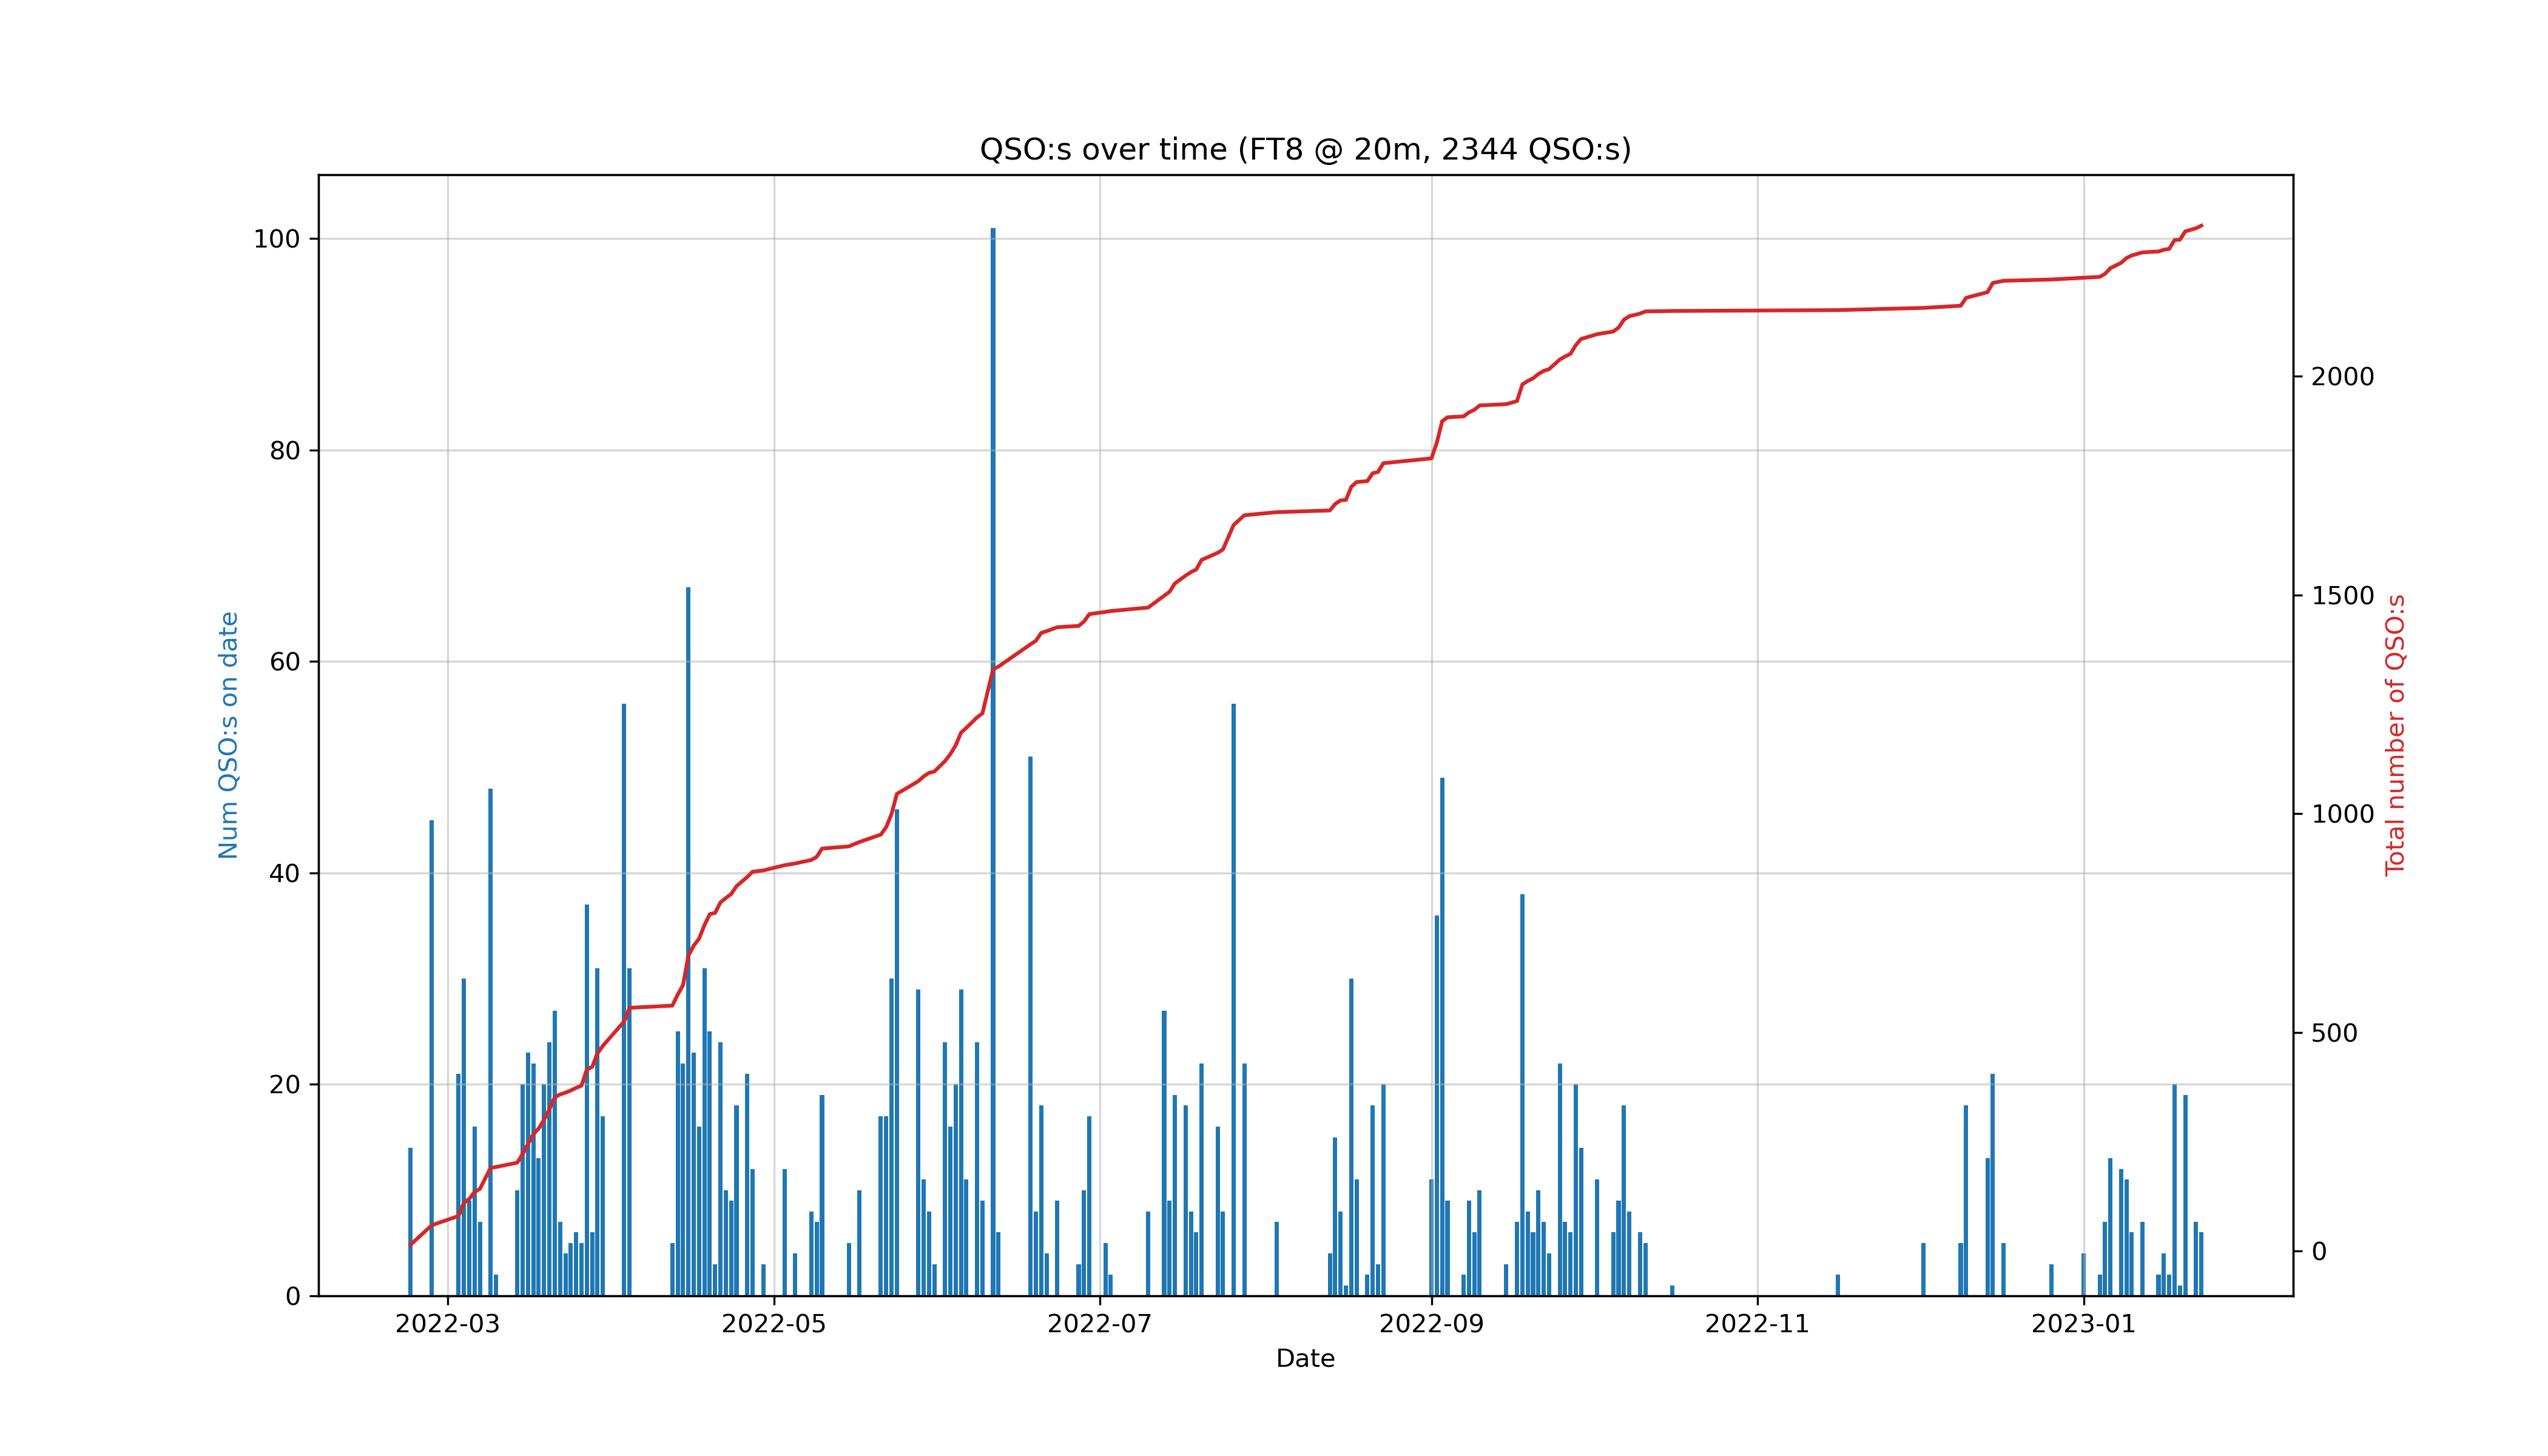 QSO:s over time (FT8 @ 20m, 2344 QSO:s)
100
80
60
40
20
0
Num QSO:s on date
2000
1500
1000
500
0
Total number of QSO:s
2022-03 2022-05 2022-07 2022-09 2022-11 2023-01
Date